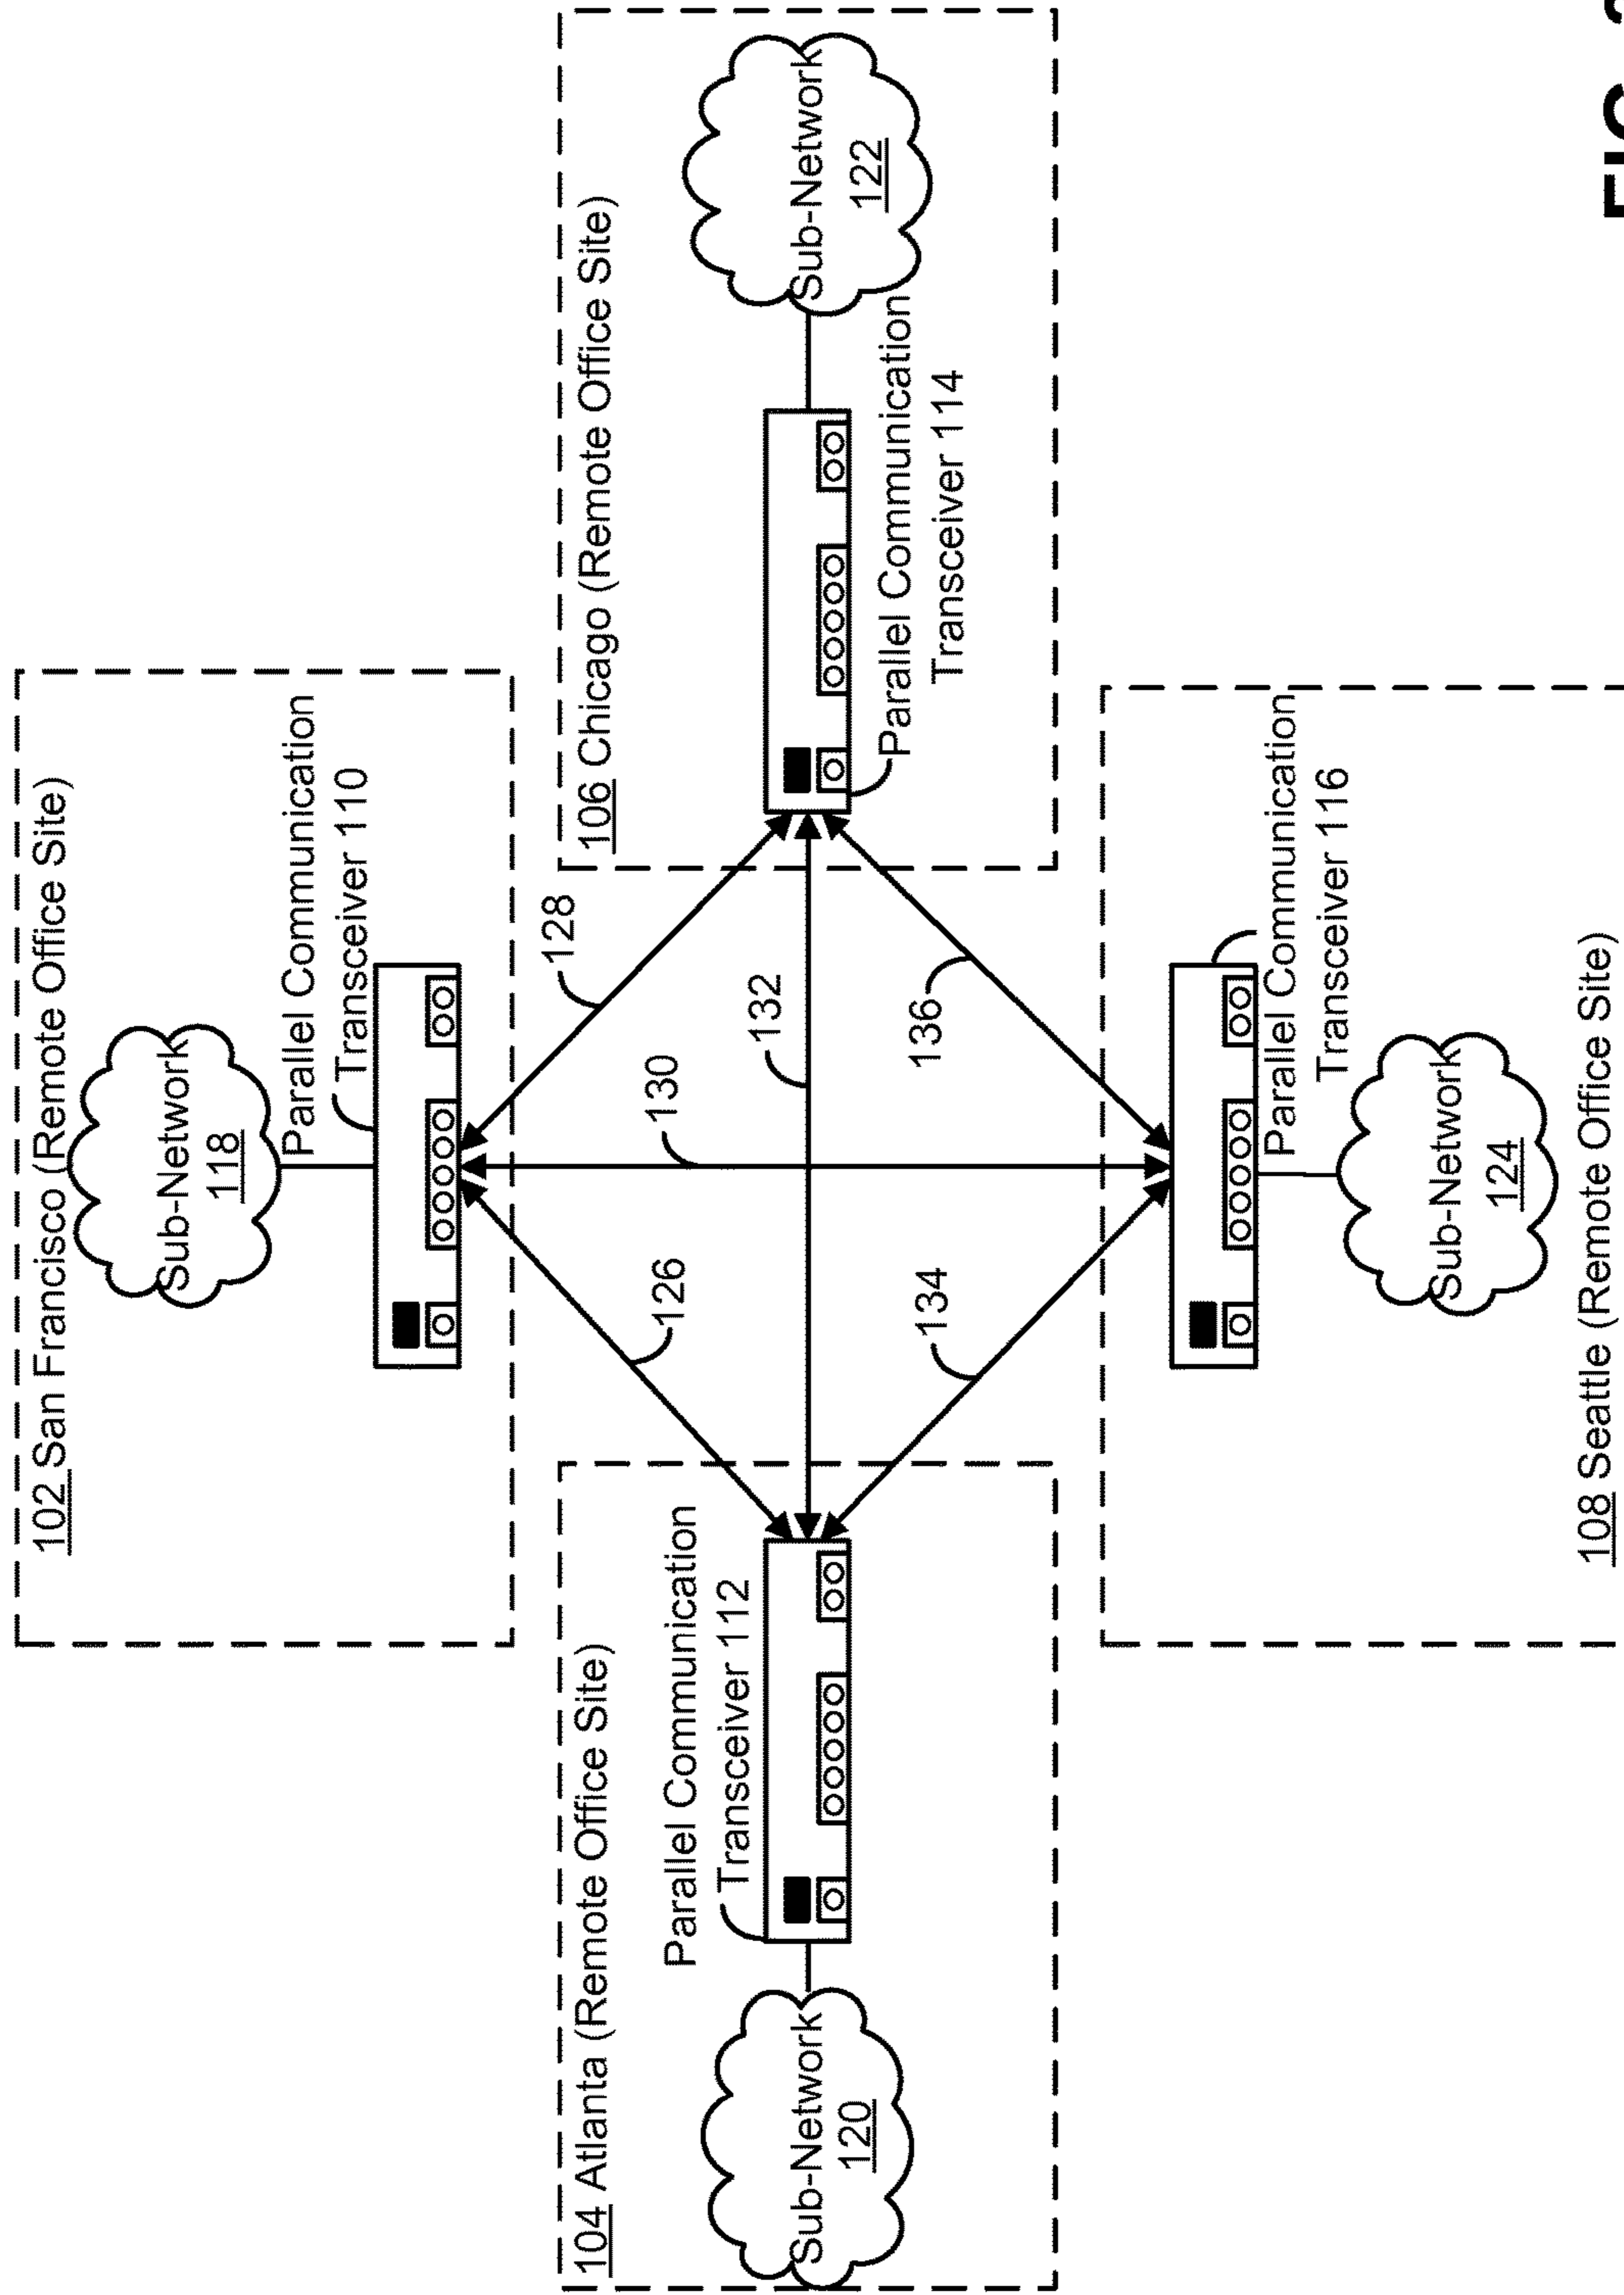 102 San Francisco (Remote Office Site)
Sub-Network
118
Parallel Communication
Transceiver 110
104 Atlanta (Remote Office Site)
Parallel Communication
Transceiver 112
Sub-Network
120
126
128
130
132
134
136
106 Chicago (Remote Office Site)
Sub-Network
122
Parallel Communication
Transceiver 114
Parallel Communication
Transceiver 116
Sub-Network
124
108 Seattle (Remote Office Site)
FIG.